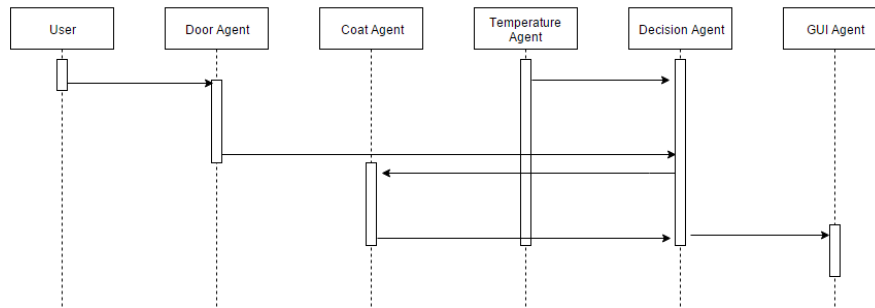 User
Door Agent
Coat Agent
Temperature
Agent
Decision Agent
GUI Agent